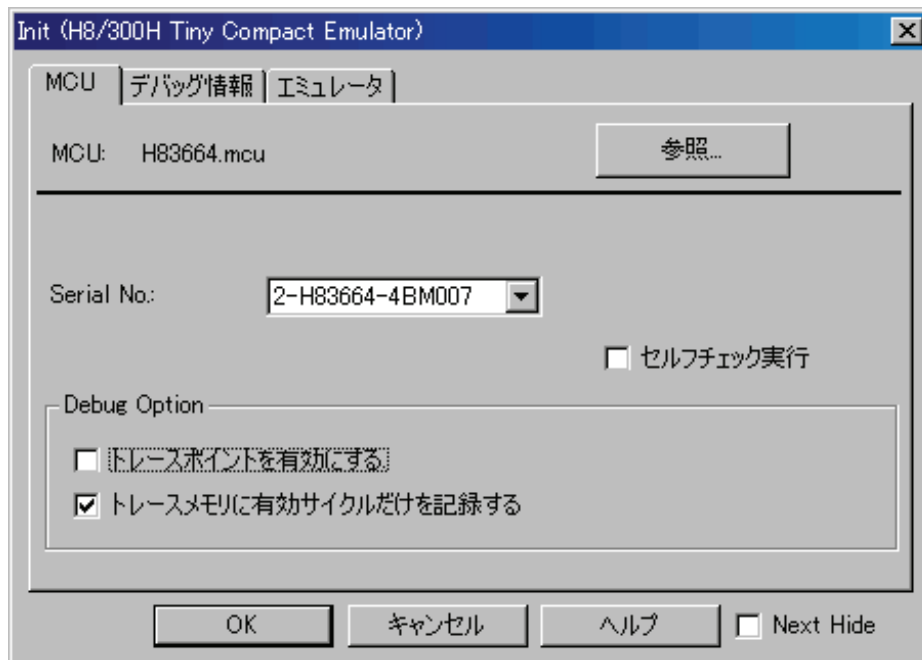 Init (H8/300H Tiny Compact Emulator)
MCU デバッグ情報 エミュレータ
MCU: H83664.mcu 参照...
Serial No.: 2-H83664-4BM007
セルフチェック実行
Debug Option
トレースポイントを有効にする
トレースメモリに有効サイクルだけを記録する
OK キャンセル ヘルプ Next Hide